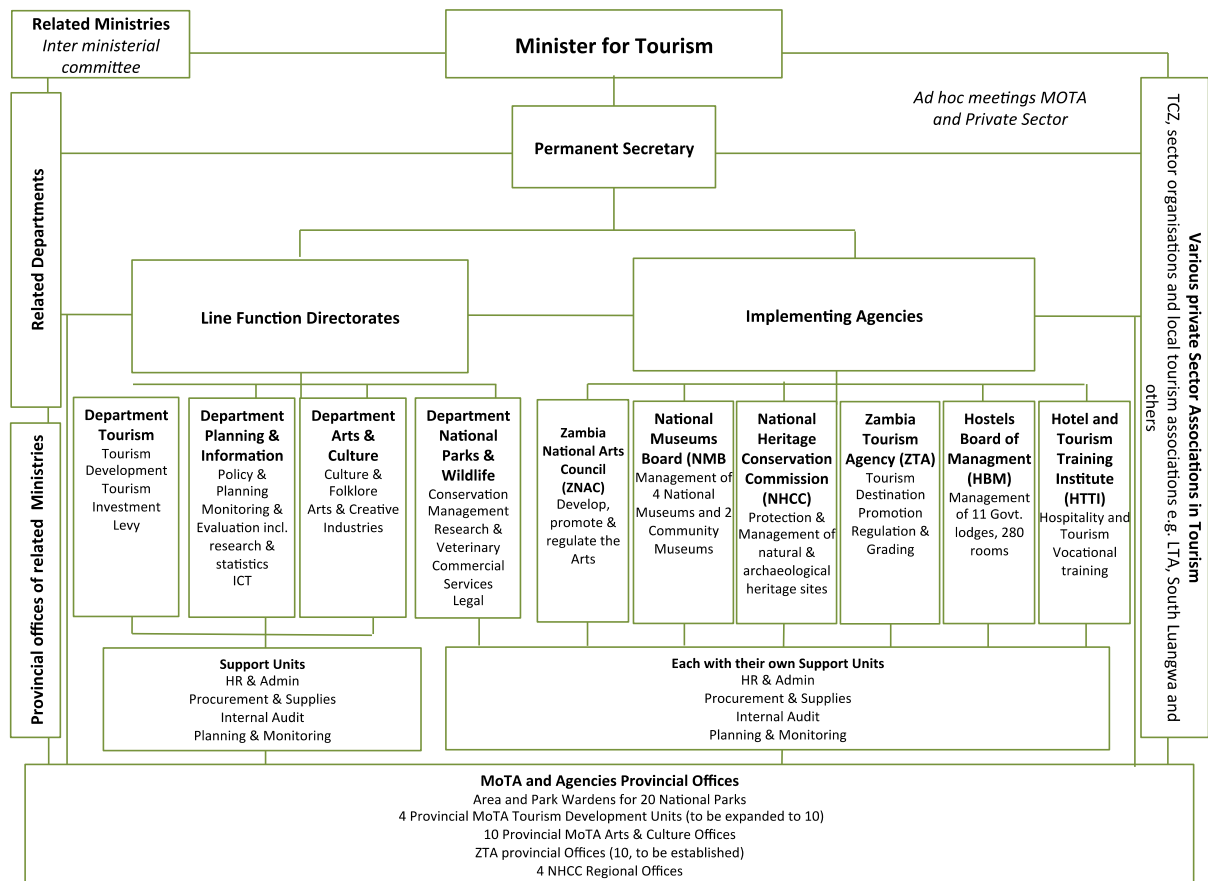 Related Ministries
Inter ministerial
committee
Minister for Tourism
Ad hoc meetings MOTA
and Private Sector
Permanent Secretary
Related Departments
Provincial offices of related Ministries
Various private Sector Associations in Tourism
TCZ, sector organisations and local tourism associations e.g. LTA, South Luangwa and
others
Line Function Directorates
Implementing Agencies
Department
Tourism
Tourism
Development
Tourism
Investment
Levy
Department
Planning &
Information
Policy &
Planning
Monitoring &
Evaluation incl.
research &
statistics
ICT
Department
Arts &
Culture
Culture &
Folklore
Arts & Creative
Industries
Department
National
Parks &
Wildlife
Conservation
Management
Research &
Veterinary
Commercial
Services
Legal
Zambia
National Arts
Council
(ZNAC)
Develop,
promote &
regulate the
Arts
National
Museums
Board (NMB
Management of
4 National
Museums and 2
Community
Museums
National
Heritage
Conservation
Commission
(NHCC)
Protection &
Management of
natural &
archaeological
heritage sites
Zambia
Tourism
Agency (ZTA)
Tourism
Destination
Promotion
Regulation &
Grading
Hostels
Board of
Managment
(HBM)
Management
of 11 Govt.
lodges, 280
rooms
Hotel and
Tourism
Training
Institute
(HTTI)
Hospitality and
Tourism
Vocational
training
Support Units
HR & Admin
Procurement & Supplies
Internal Audit
Planning & Monitoring
Each with their own Support Units
HR & Admin
Procurement & Supplies
Internal Audit
Planning & Monitoring
MoTA and Agencies Provincial Offices
Area and Park Wardens for 20 National Parks
4 Provincial MoTA Tourism Development Units (to be expanded to 10)
10 Provincial MoTA Arts & Culture Offices
ZTA provincial Offices (10, to be established)
4 NHCC Regional Offices